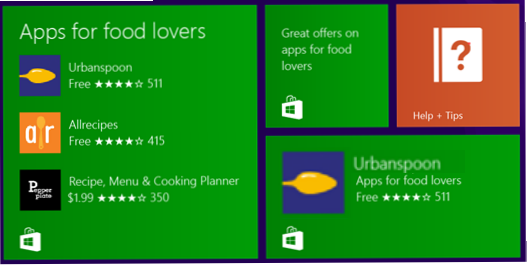 Apps for food lovers
Urbanspoon
Free ★★★★☆ 511
ar
Allrecipes
Free ★★★★☆ 415
Pepper
plate
Recipe, Menu & Cooking Planner
$1.99 ★★★★☆ 350
Great offers on
apps for food
lovers
?
Help + Tips
Urbanspoon
Apps for food lovers
Free ★★★★☆ 511